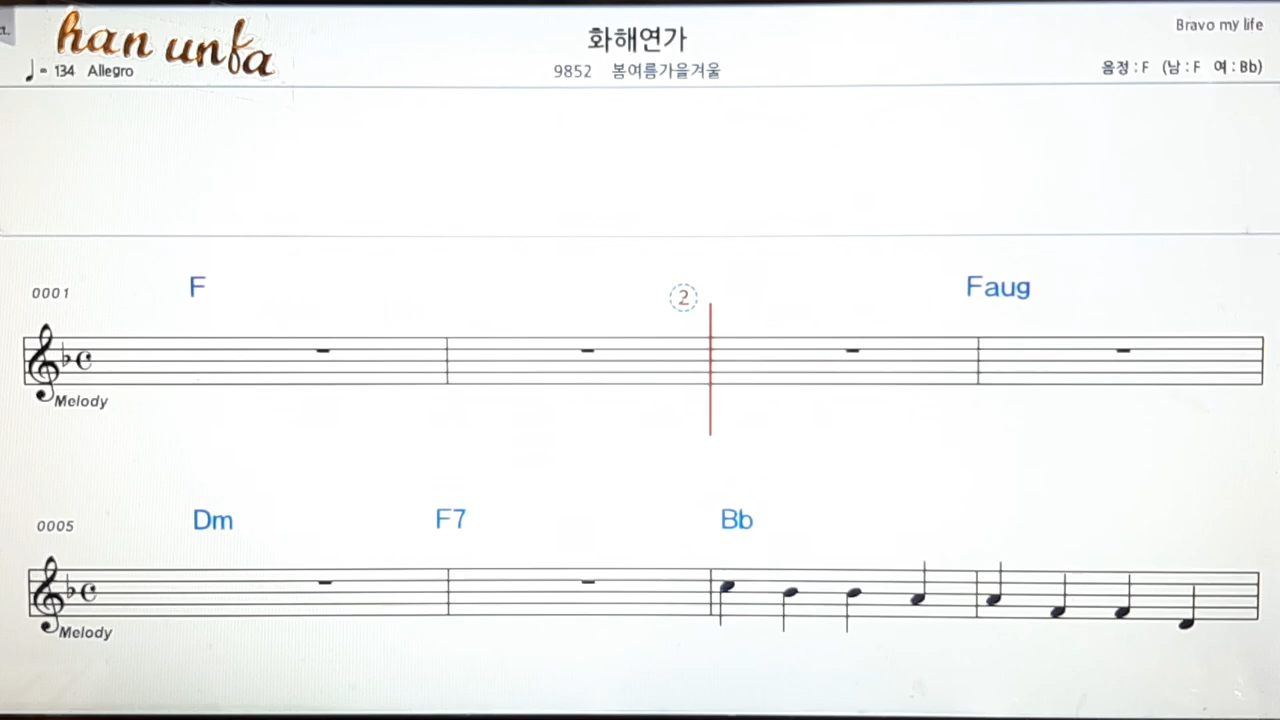 han unfa
화해연가
Bravo my life
♩= 134 Allegro
9852 봄여름가을겨울
음정 : F (남 : F 여 : Bb)
0001
F
2
Faug
Melody
0005
Dm
F7
Bb
Melody